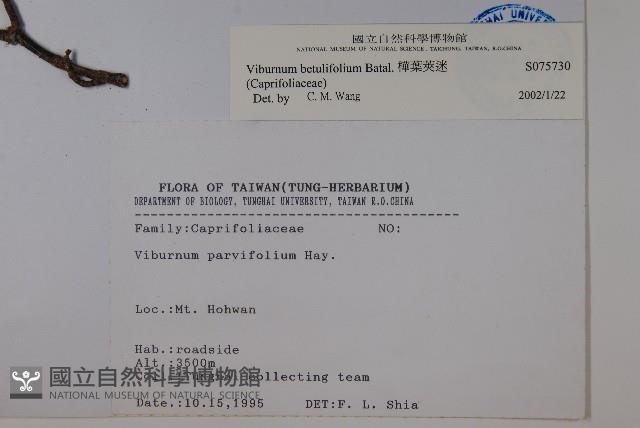 HAI UNIVER
國立自然科學博物館
NATIONAL MUSEUM OF NATURAL SCIENCE, TAICHUNG, TAIWAN, R.O.CHINA
Viburnum betulifolium Batal. 樺葉莢迷 S075730
(Caprifoliaceae)
Det. by C. M. Wang 2002/1/22
FLORA OF TAIWAN(TUNG-HERBARIUM)
DEPARTMENT OF BIOLOGY, TUNGHAI UNIVERSITY, TAIWAN R.O.CHINA
Family:Caprifoliaceae NO:
Viburnum parvifolium Hay.
Loc.:Mt. Hohwan
Hab.:roadside
Alt.:3500m
collecting team
Date.:10.15,1995 DET:F. L. Shia
國立自然科學博物館
NATIONAL MUSEUM OF NATURAL SCIENCE